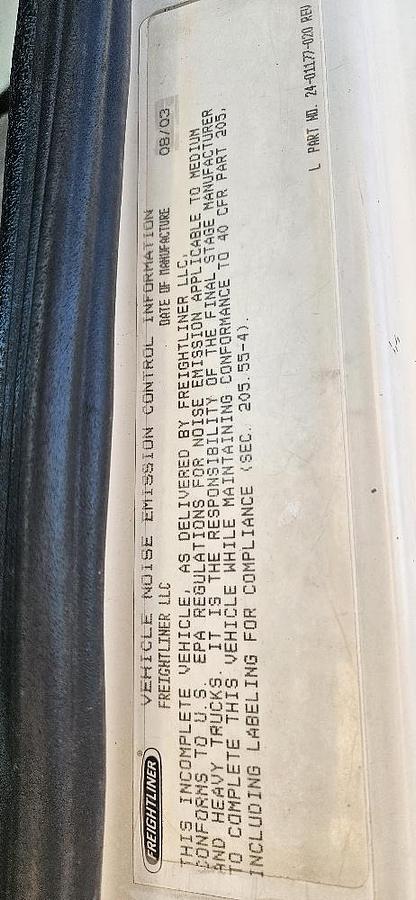 FREIGHTLINER
VEHICLE NOISE EMISSION CONTROL INFORMATION
FREIGHTLINER LLC DATE OF MANUFACTURE 08/03
THIS INCOMPLETE VEHICLE, AS DELIVERED BY FREIGHTLINER LLC,
CONFORMS TO U.S. EPA REGULATIONS FOR NOISE EMISSION APPLICABLE TO MEDIUM
AND HEAVY TRUCKS. IT IS THE RESPONSIBILITY OF THE FINAL STAGE MANUFACTURER
TO COMPLETE THIS VEHICLE WHILE MAINTAINING CONFORMANCE TO 40 CFR PART 205,
INCLUDING LABELING FOR COMPLIANCE (SEC. 205.55-4).
L PART NO. 24-01177-020 REV